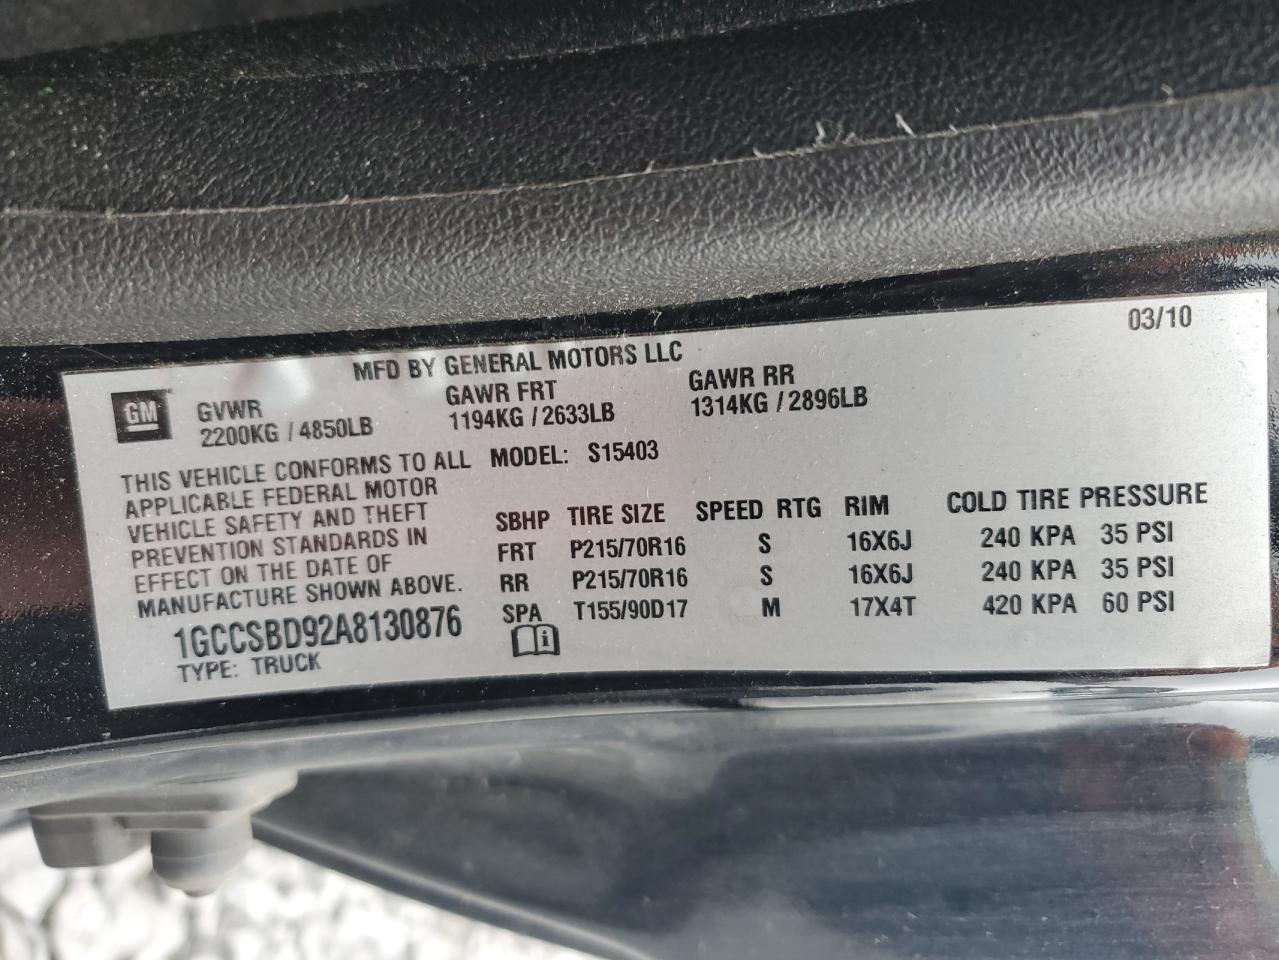 03/10
MFD BY GENERAL MOTORS LLC
GM
GVWR GAWR FRT GAWR RR
2200KG / 4850LB 1194KG / 2633LB 1314KG / 2896LB
THIS VEHICLE CONFORMS TO ALL
APPLICABLE FEDERAL MOTOR
VEHICLE SAFETY AND THEFT
PREVENTION STANDARDS IN
EFFECT ON THE DATE OF
MANUFACTURE SHOWN ABOVE.
1GCCSBD92A8130876
TYPE: TRUCK
MODEL: S15403
SBHP TIRE SIZE SPEED RTG RIM COLD TIRE PRESSURE
FRT P215/70R16 S 16X6J 240 KPA 35 PSI
RR P215/70R16 S 16X6J 240 KPA 35 PSI
SPA T155/90D17 M 17X4T 420 KPA 60 PSI
i